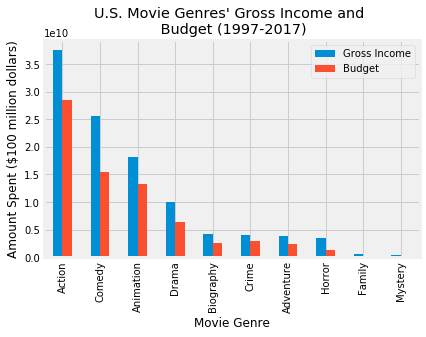 U.S. Movie Genres' Gross Income and
Budget (1997-2017)
1e10
Gross Income
Budget
Amount Spent ($100 million dollars)
3.5
3.0
2.5
2.0
1.5
1.0
0.5
0.0
Action
Comedy
Animation
Drama
Biography
Crime
Adventure
Horror
Family
Mystery
Movie Genre